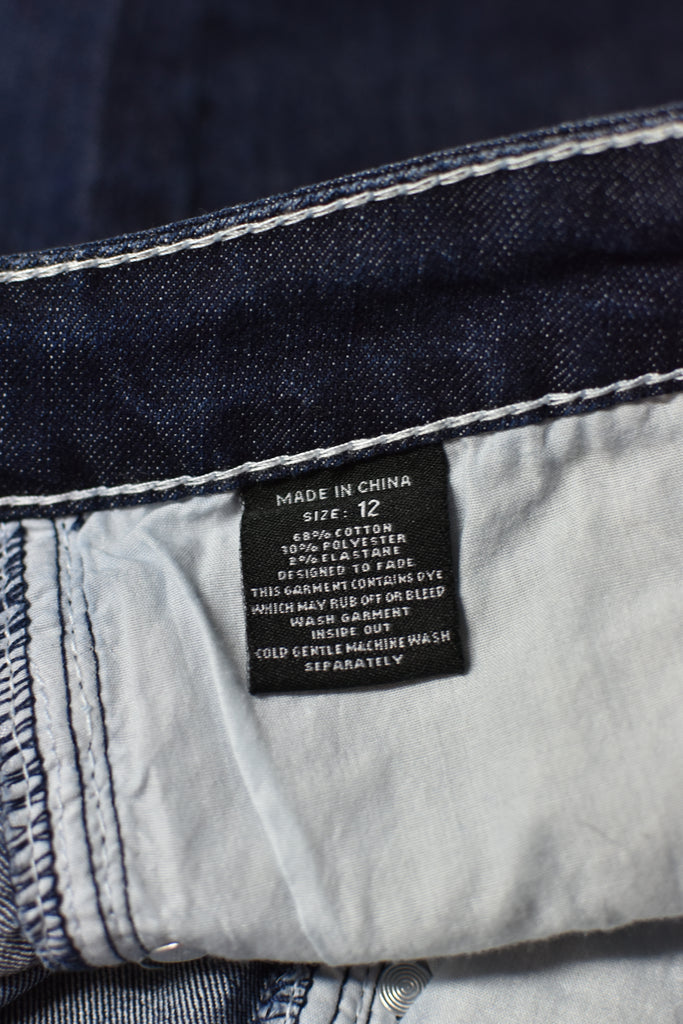 MADE IN CHINA
SIZE: 12
68% COTTON
30% POLYESTER
2% ELASTANE
DESIGNED TO FADE
THIS GARMENT CONTAINS DYE
WHICH MAY RUB OFF OR BLEED
WASH GARMENT
INSIDE OUT
COLD GENTLE MACHINE WASH
SEPARATELY